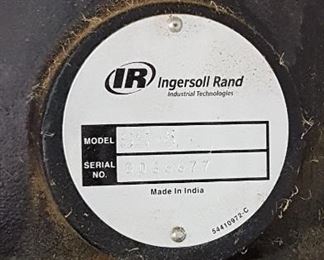 IR Ingersoll Rand
Industrial Technologies
MODEL
SERIAL
NO.
Made in India
54410972-C